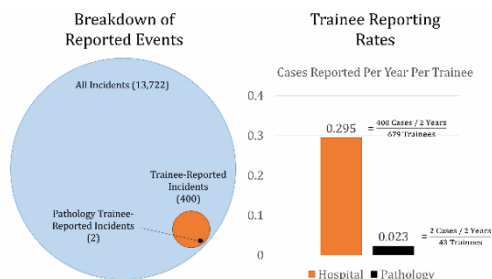 Breakdown of
Reported Events
All Incidents (13,722)
Trainee-Reported
Incidents
(400)
Pathology Trainee-
Reported Incidents
(2)
Trainee Reporting
Rates
Cases Reported Per Year Per Trainee
0.4
0.3
0.2
0.1
0
0.295
= 400 Cases / 2 Years
679 Trainees
0.023
= 2 Cases / 2 Years
43 Trainees
Hospital
Pathology